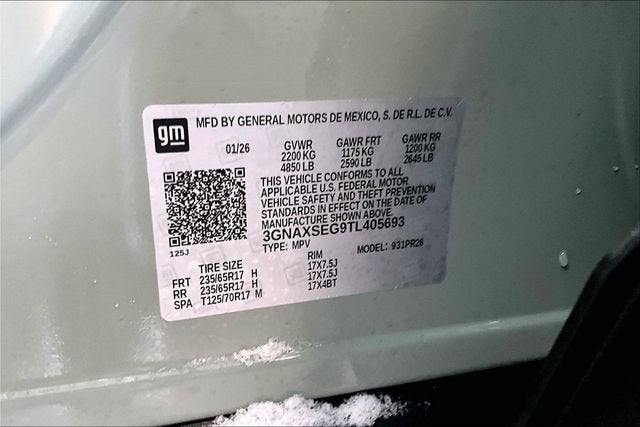 gm MFD BY GENERAL MOTORS DE MEXICO, S. DE R.L. DE C.V.
01/26 GVWR GAWR FRT GAWR RR
2200 KG 1175 KG 1200 KG
4850 LB 2590 LB 2645 LB
THIS VEHICLE CONFORMS TO ALL
APPLICABLE U.S. FEDERAL MOTOR
VEHICLE SAFETY AND THEFT PREVENTION
STANDARDS IN EFFECT ON THE DATE OF
MANUFACTURE SHOWN ABOVE.
3GNAXSEG9TL405693
125J TYPE: MPV MODEL: 931PR26
TIRE SIZE RIM
FRT 235/65R17 H 17X7.5J
RR 235/65R17 H 17X7.5J
SPA T125/70R17 M 17X4BT